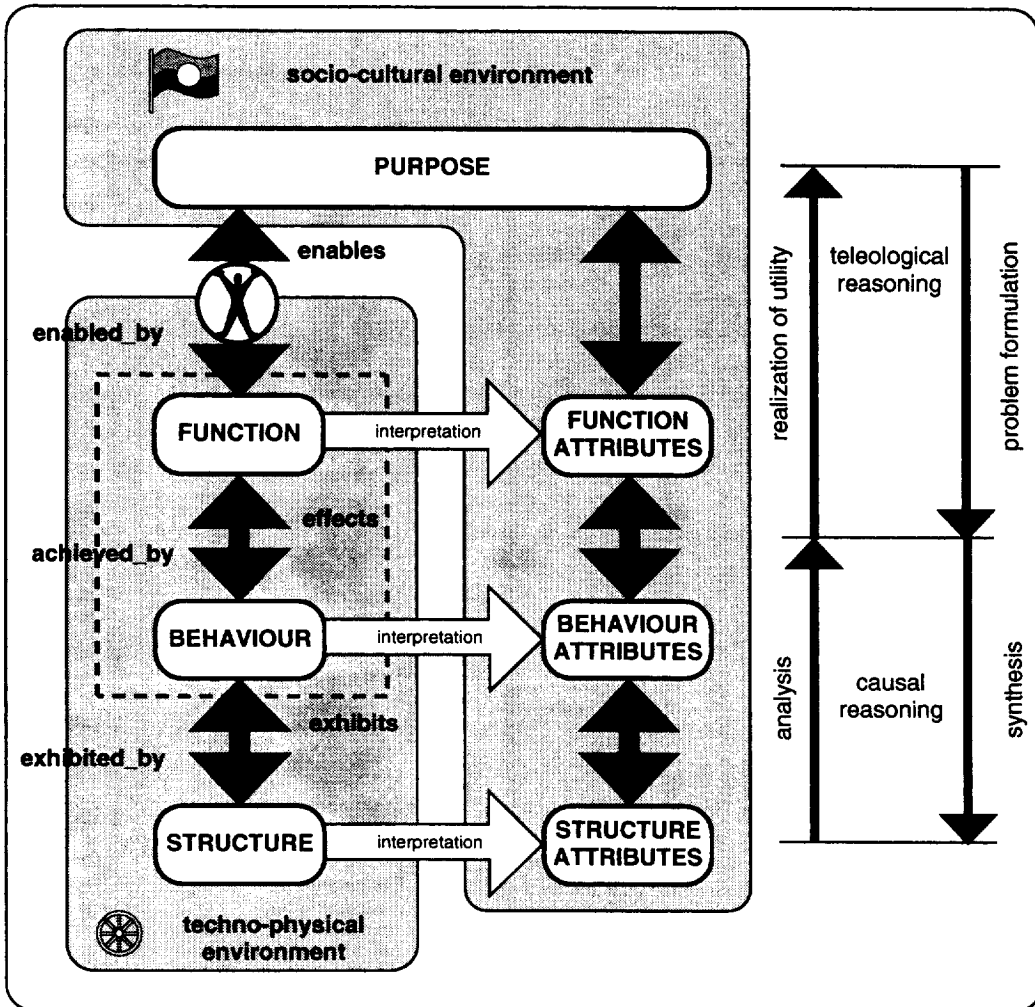 socio-cultural environment
PURPOSE
enables
enabled_by
FUNCTION
interpretation
FUNCTION
ATTRIBUTES
effects
achieved_by
BEHAVIOUR
interpretation
BEHAVIOUR
ATTRIBUTES
exhibits
exhibited_by
STRUCTURE
interpretation
STRUCTURE
ATTRIBUTES
techno-physical
environment
realization of utility
teleological
reasoning
problem formulation
analysis
causal
reasoning
synthesis